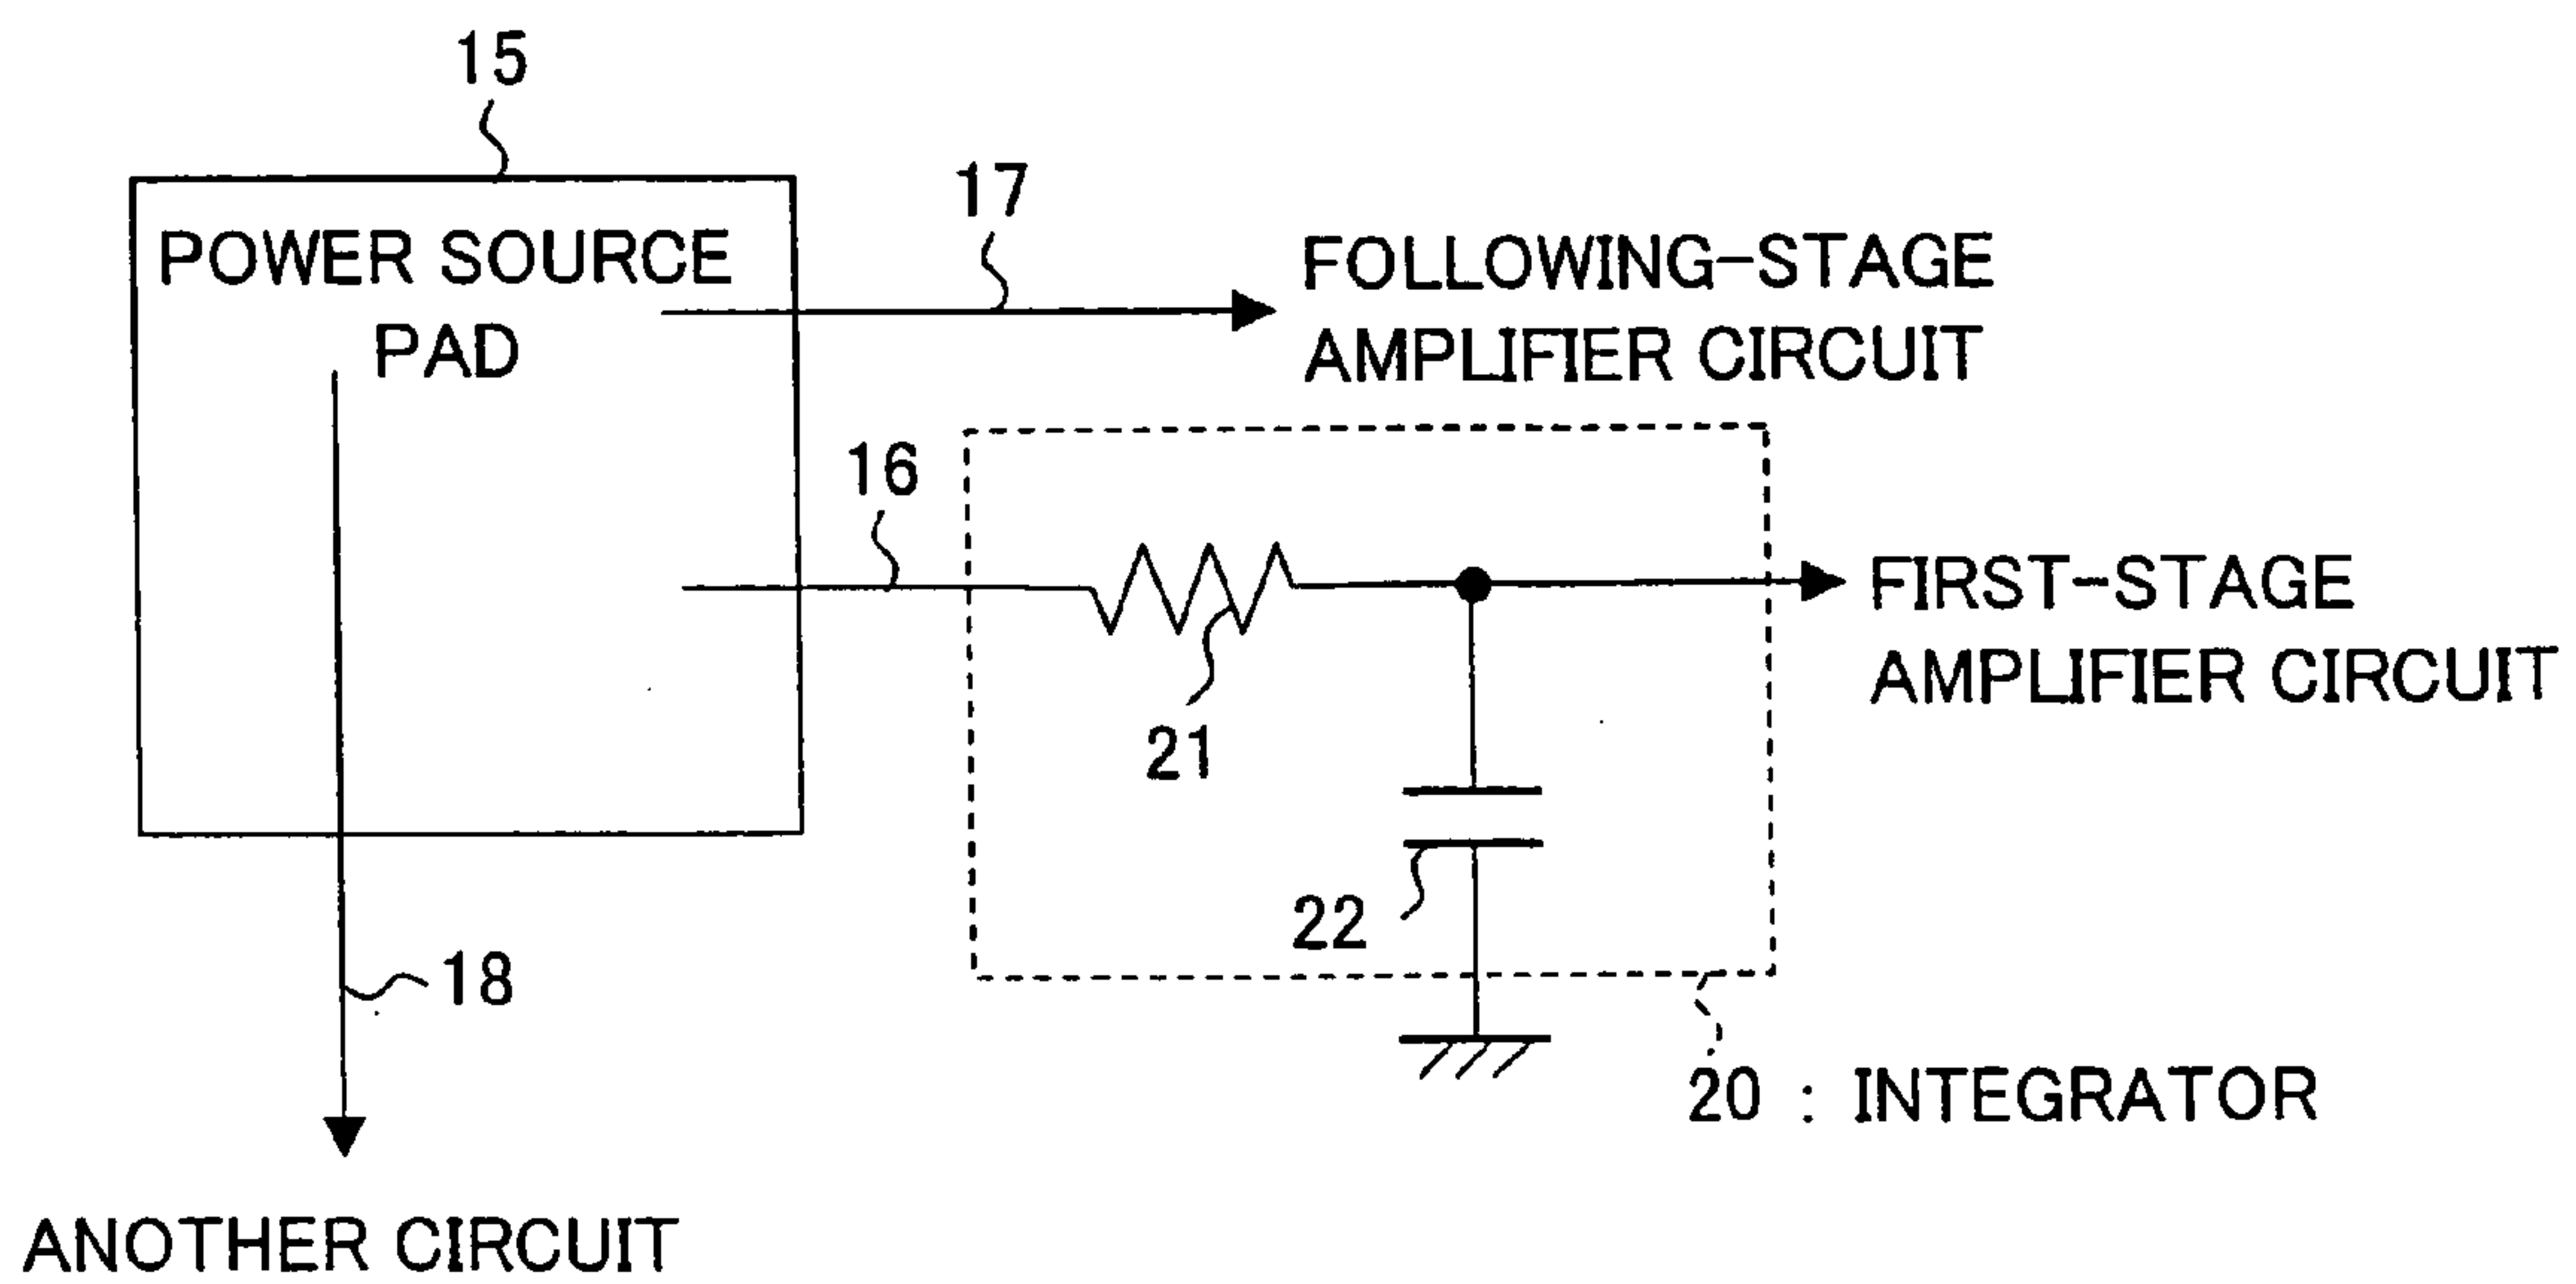 15
POWER SOURCE
PAD
17
FOLLOWING-STAGE
AMPLIFIER CIRCUIT
16
FIRST-STAGE
AMPLIFIER CIRCUIT
21
22
18
20 : INTEGRATOR
ANOTHER CIRCUIT